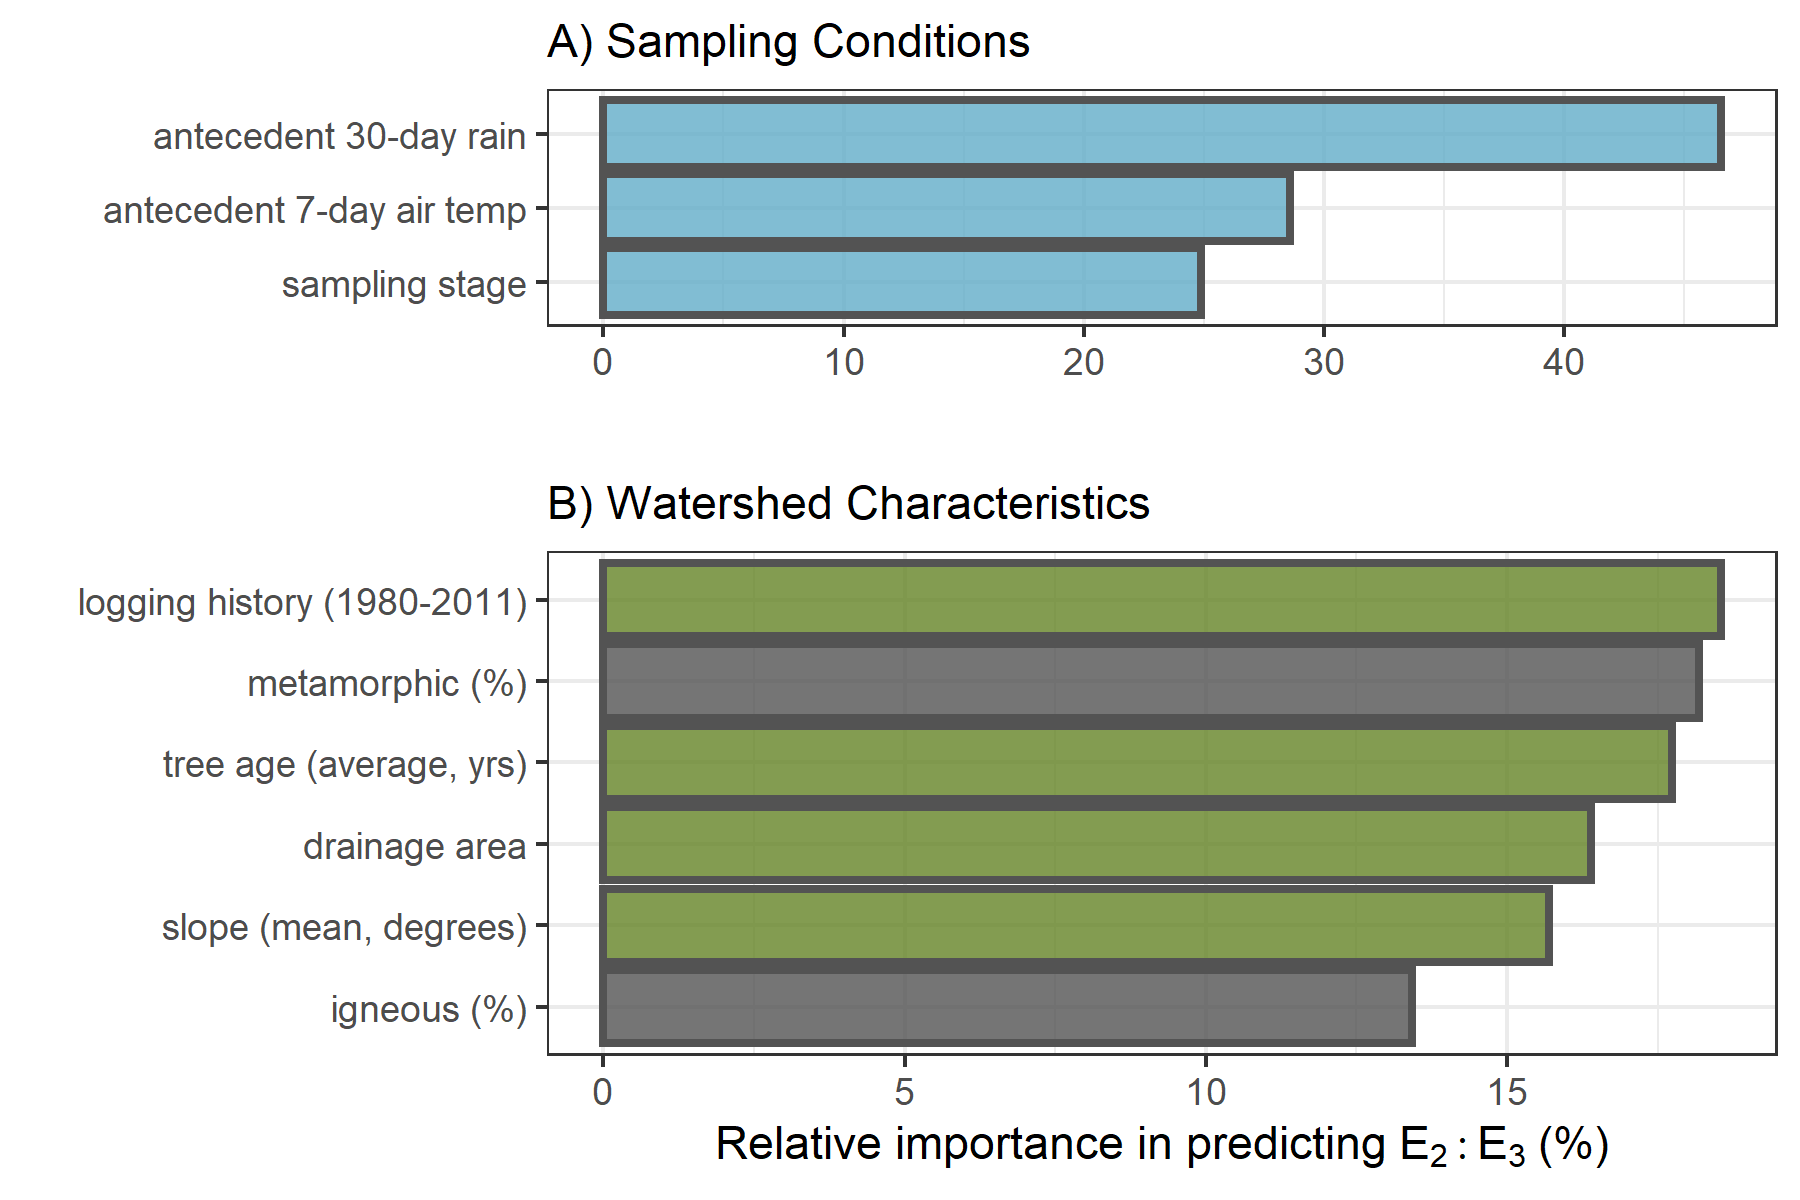 A) Sampling Conditions
antecedent 30-day rain
antecedent 7-day air temp
sampling stage
0 10 20 30 40
B) Watershed Characteristics
logging history (1980-2011)
metamorphic (%)
tree age (average, yrs)
drainage area
slope (mean, degrees)
igneous (%)
0 5 10 15
Relative importance in predicting E₂ : E₃ (%)